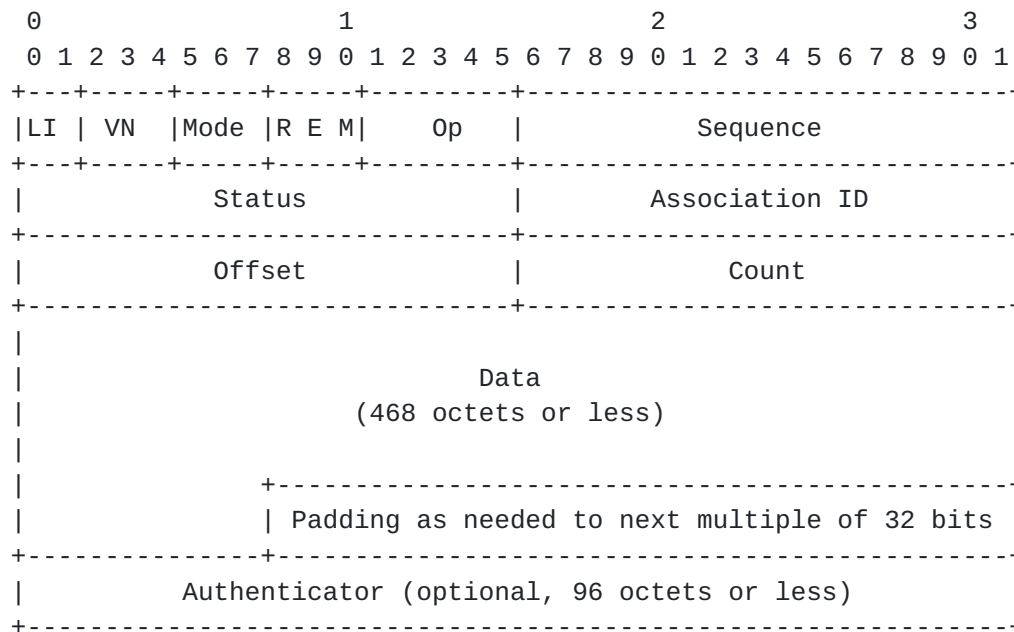 0                   1                   2                   3
 0 1 2 3 4 5 6 7 8 9 0 1 2 3 4 5 6 7 8 9 0 1 2 3 4 5 6 7 8 9 0 1
+---+-----+-----+-----+---------+-------------------------------+
|LI | VN  |Mode |R E M|    Op   |           Sequence
+---+-----+-----+-----+---------+-------------------------------+
|            Status             |        Association ID
+-------------------------------+-------------------------------+
|            Offset             |             Count
+-------------------------------+-------------------------------+
|
|                             Data
|                     (468 octets or less)
|
|               +-----------------------------------------------+
|               | Padding as needed to next multiple of 32 bits
+---------------+-----------------------------------------------+
|          Authenticator (optional, 96 octets or less)
+---------------------------------------------------------------+